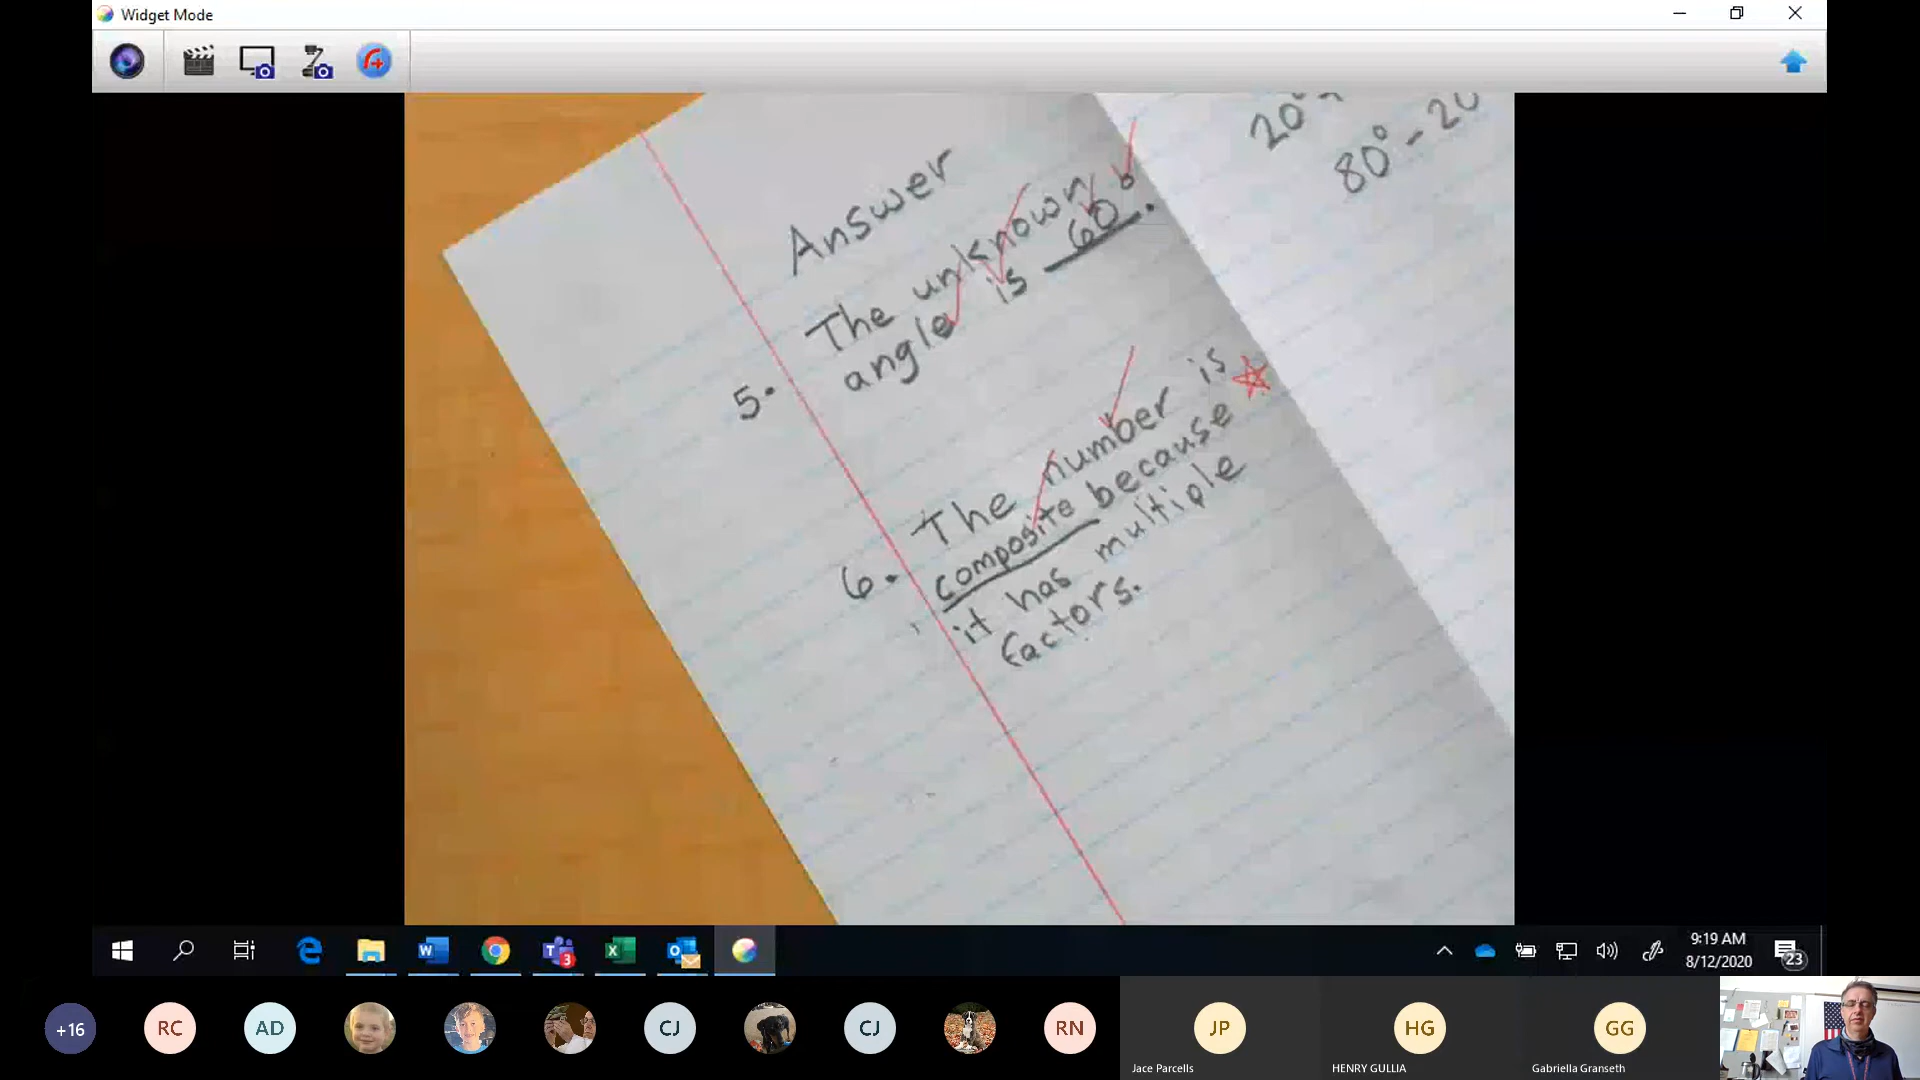 Widget Mode
20°
80° - 20
Answer
The unknown
angle is 60°.
5.
The number is
composite because
6.
it has multiple
factors.
3
9:19 AM
8/12/2020
23
+16
RC
AD
CJ
CJ
RN
JP
HG
GG
Jace Parcells
HENRY GULLIA
Gabriella Granseth